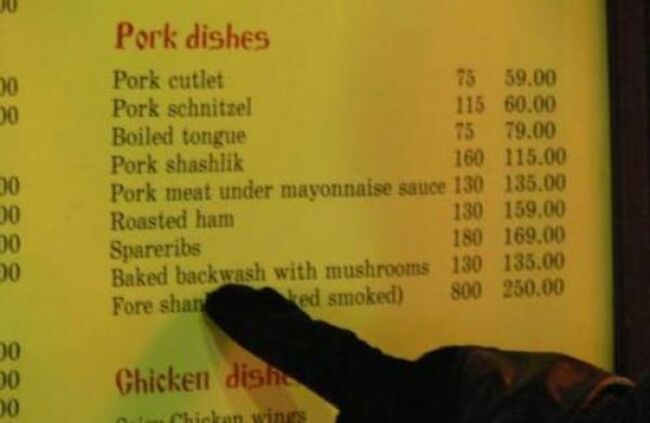 00
Pork dishes
Pork cutlet 75 59.00
Pork schnitzel 115 60.00
Boiled tongue 75 79.00
Pork shashlik 160 115.00
Pork meat under mayonnaise sauce 130 135.00
Roasted ham 130 159.00
Spareribs 180 169.00
Baked backwash with mushrooms 130 135.00
Fore smoked) 800 250.00
00
00
00
00
00
00
Chicken
Chicken wings
00
00
00